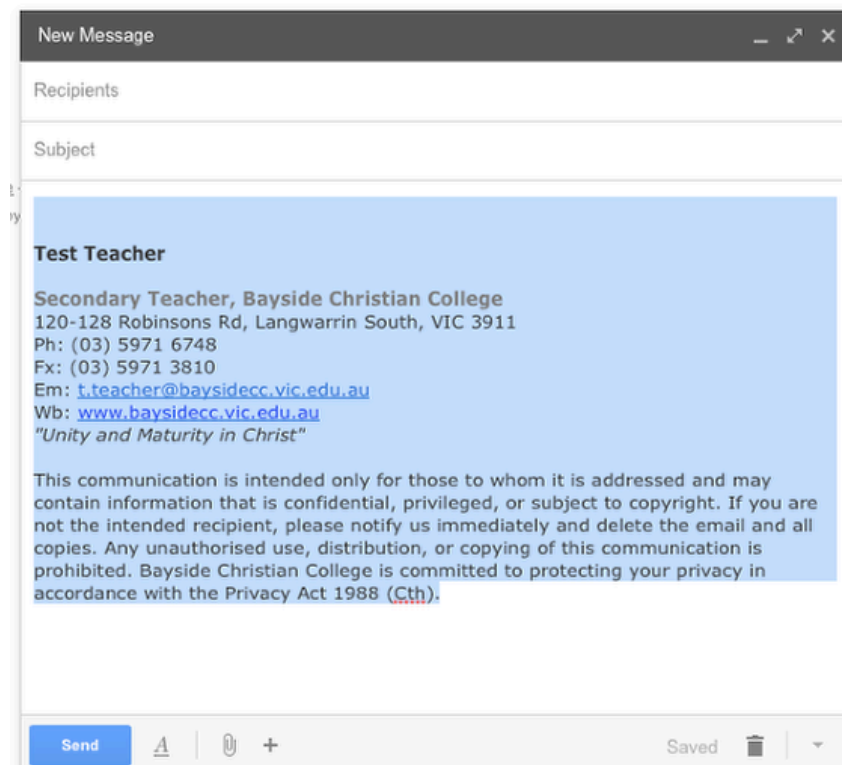 New Message
Recipients
Subject
Test Teacher
Secondary Teacher, Bayside Christian College
120-128 Robinsons Rd, Langwarrin South, VIC 3911
Ph: (03) 5971 6748
Fx: (03) 5971 3810
Em: t.teacher@baysidecc.vic.edu.au
Wb: www.baysidecc.vic.edu.au
"Unity and Maturity in Christ"
This communication is intended only for those to whom it is addressed and may
contain information that is confidential, privileged, or subject to copyright. If you are
not the intended recipient, please notify us immediately and delete the email and all
copies. Any unauthorised use, distribution, or copying of this communication is
prohibited. Bayside Christian College is committed to protecting your privacy in
accordance with the Privacy Act 1988 (Cth).
Send A Saved